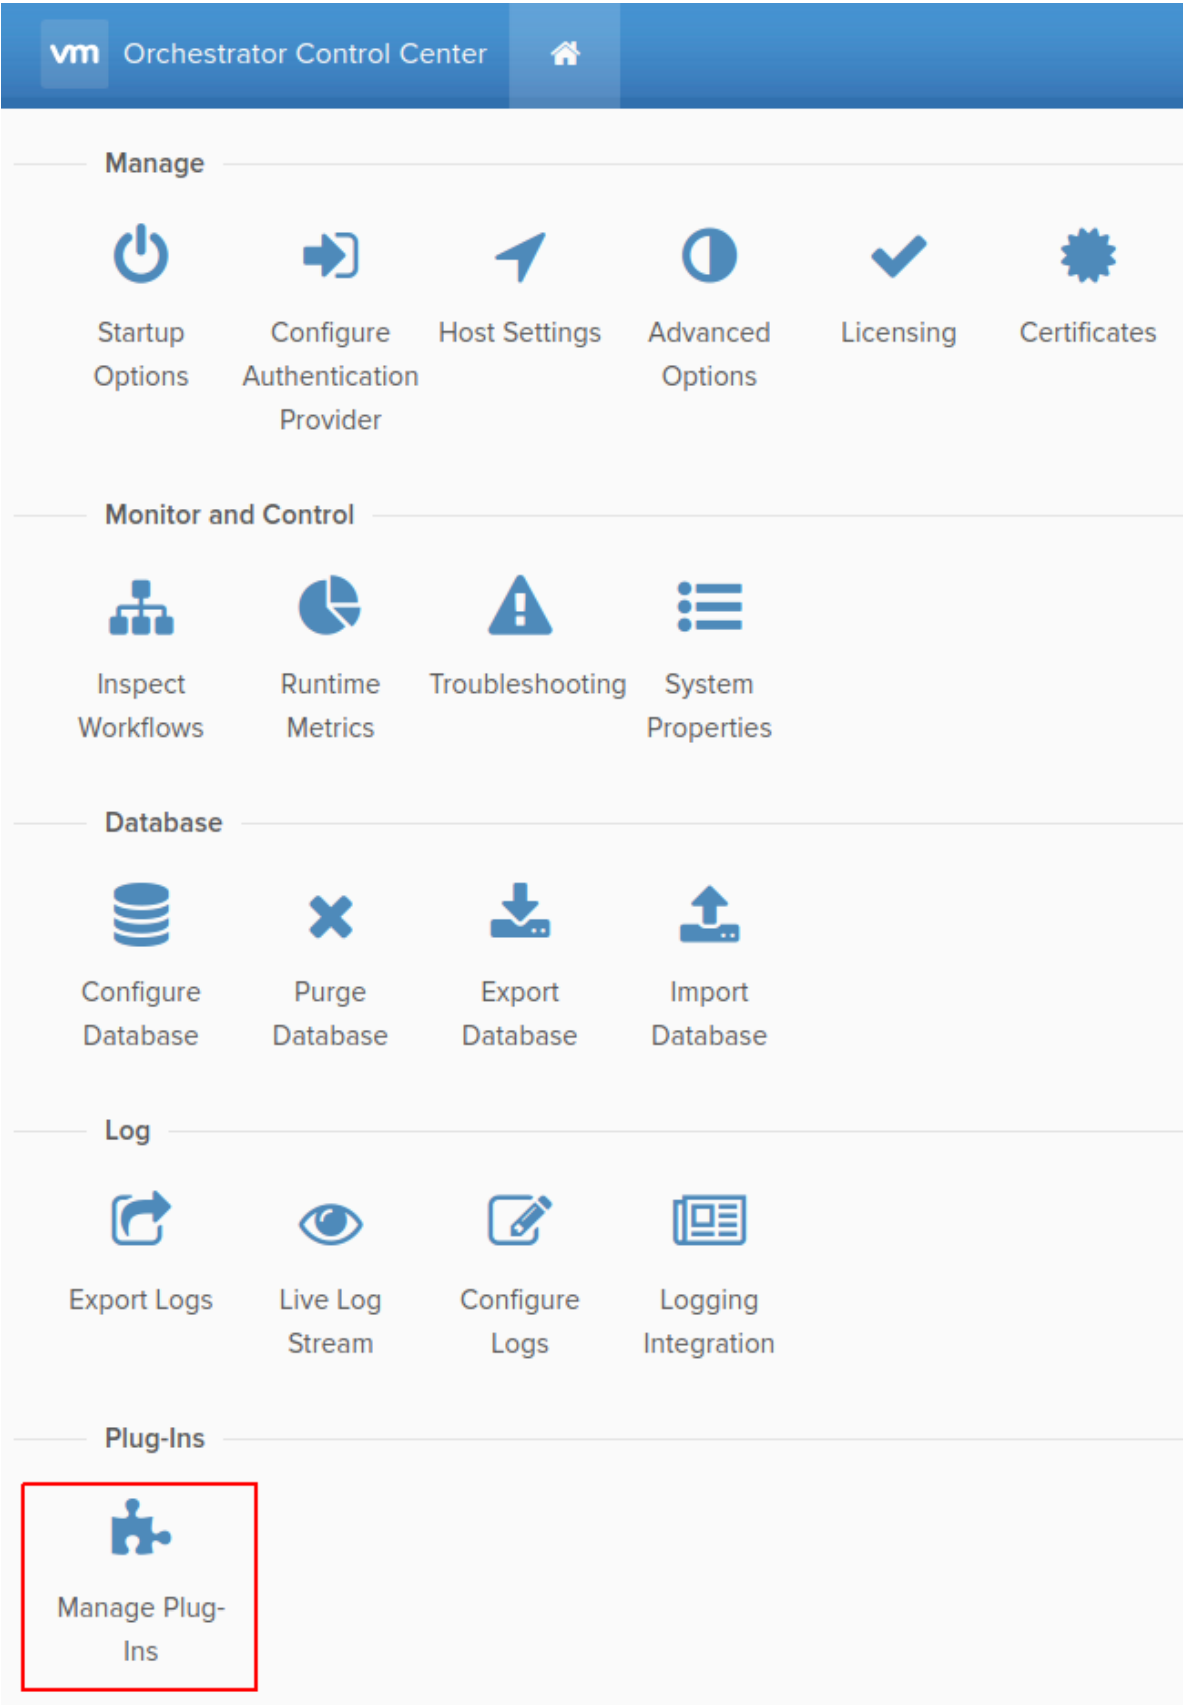 vm Orchestrator Control Center
Manage
Startup Options
Configure Authentication Provider
Host Settings
Advanced Options
Licensing
Certificates
Monitor and Control
Inspect Workflows
Runtime Metrics
Troubleshooting
System Properties
Database
Configure Database
Purge Database
Export Database
Import Database
Log
Export Logs
Live Log Stream
Configure Logs
Logging Integration
Plug-Ins
Manage Plug-
Ins